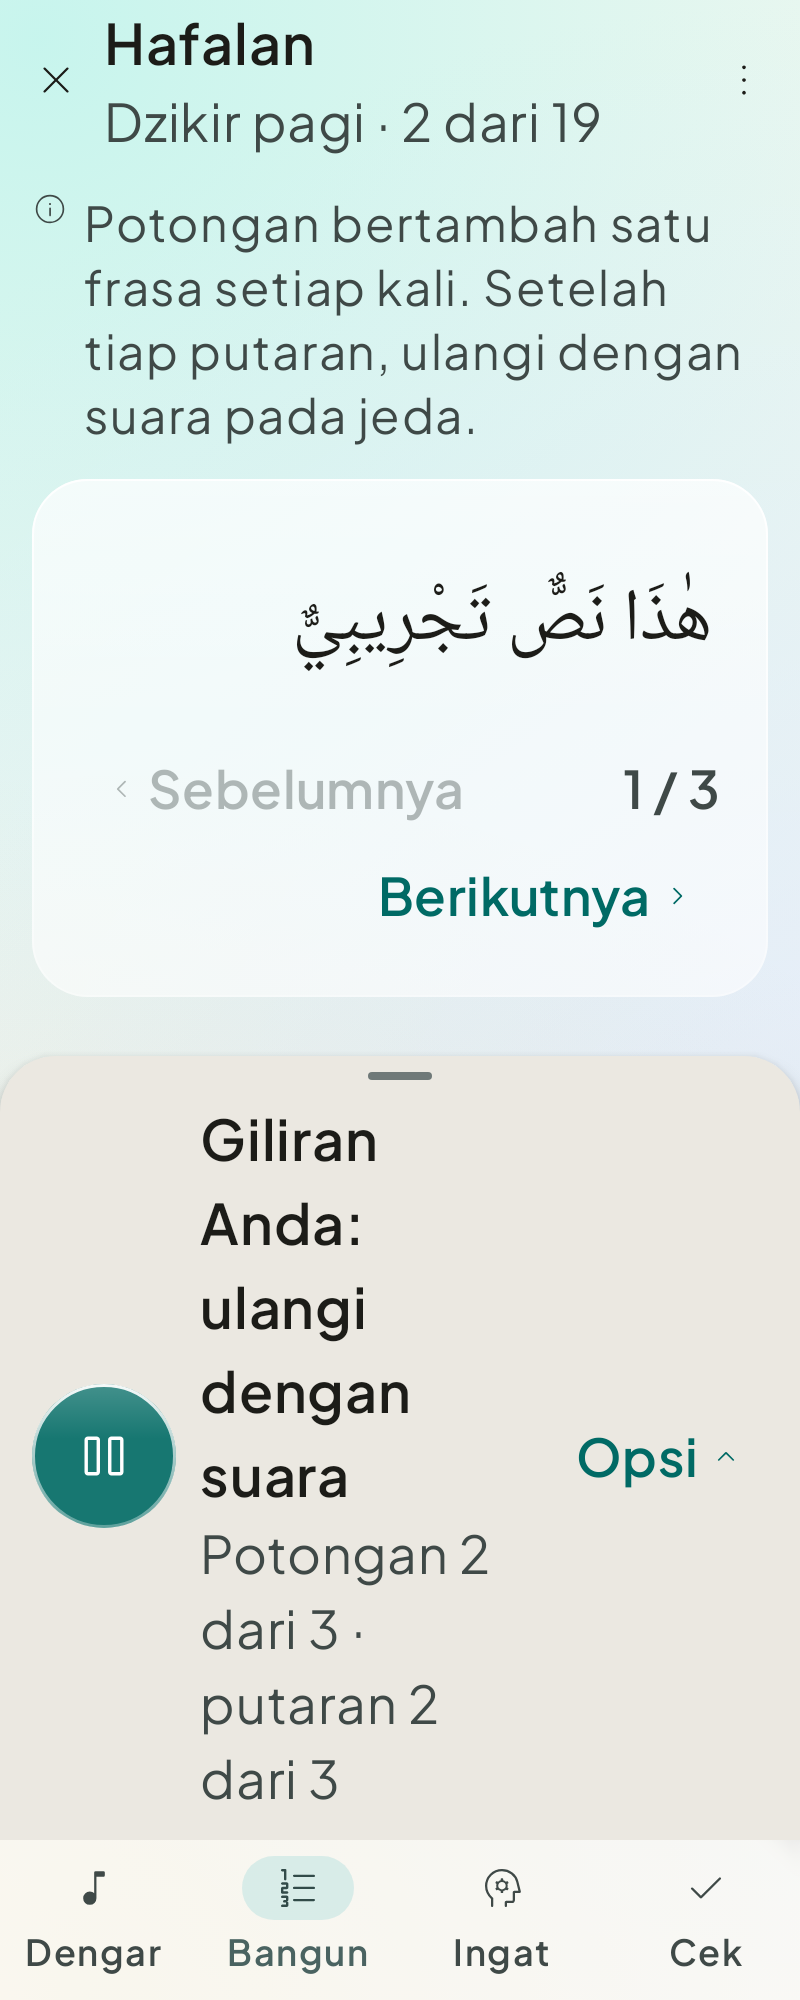 Hafalan
Dzikir pagi · 2 dari 19
Potongan bertambah satu
frasa setiap kali. Setelah
tiap putaran, ulangi dengan
suara pada jeda.
هٰذَا نَصٌّ تَجْرِيبِيٌّ
Sebelumnya
1 / 3
Berikutnya
Giliran
Anda:
ulangi
dengan
suara
Potongan 2
dari 3 ·
putaran 2
dari 3
Opsi
Dengar
Bangun
Ingat
Cek